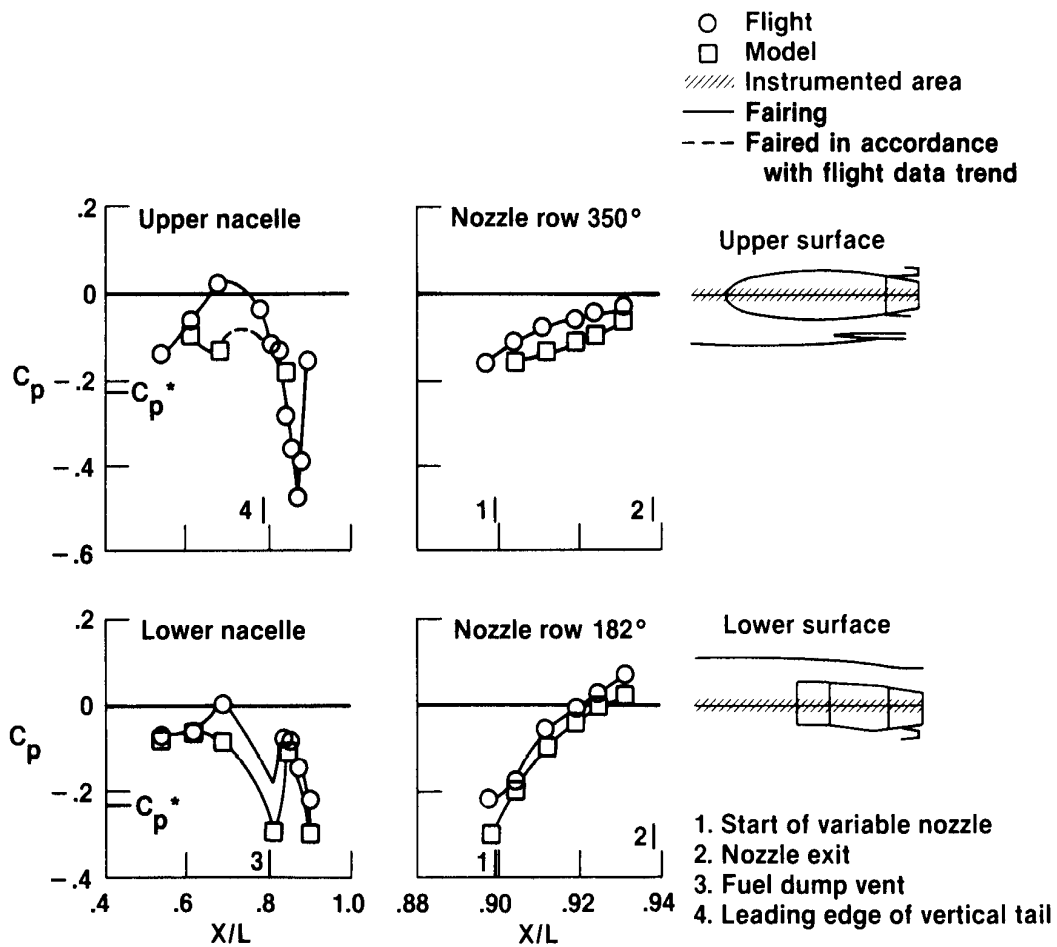 Flight
Model
Instrumented area
Fairing
Faired in accordance
with flight data trend
.2
Upper nacelle
Nozzle row 350°
Upper surface
0
Cp
−.2
Cp*
−.4
4
1
2
−.6
.2
Lower nacelle
Nozzle row 182°
Lower surface
0
Cp
−.2
Cp*
3
1
2
−.4
.4 .6 .8 1.0
.88 .90 .92 .94
X/L
X/L
1. Start of variable nozzle
2. Nozzle exit
3. Fuel dump vent
4. Leading edge of vertical tail